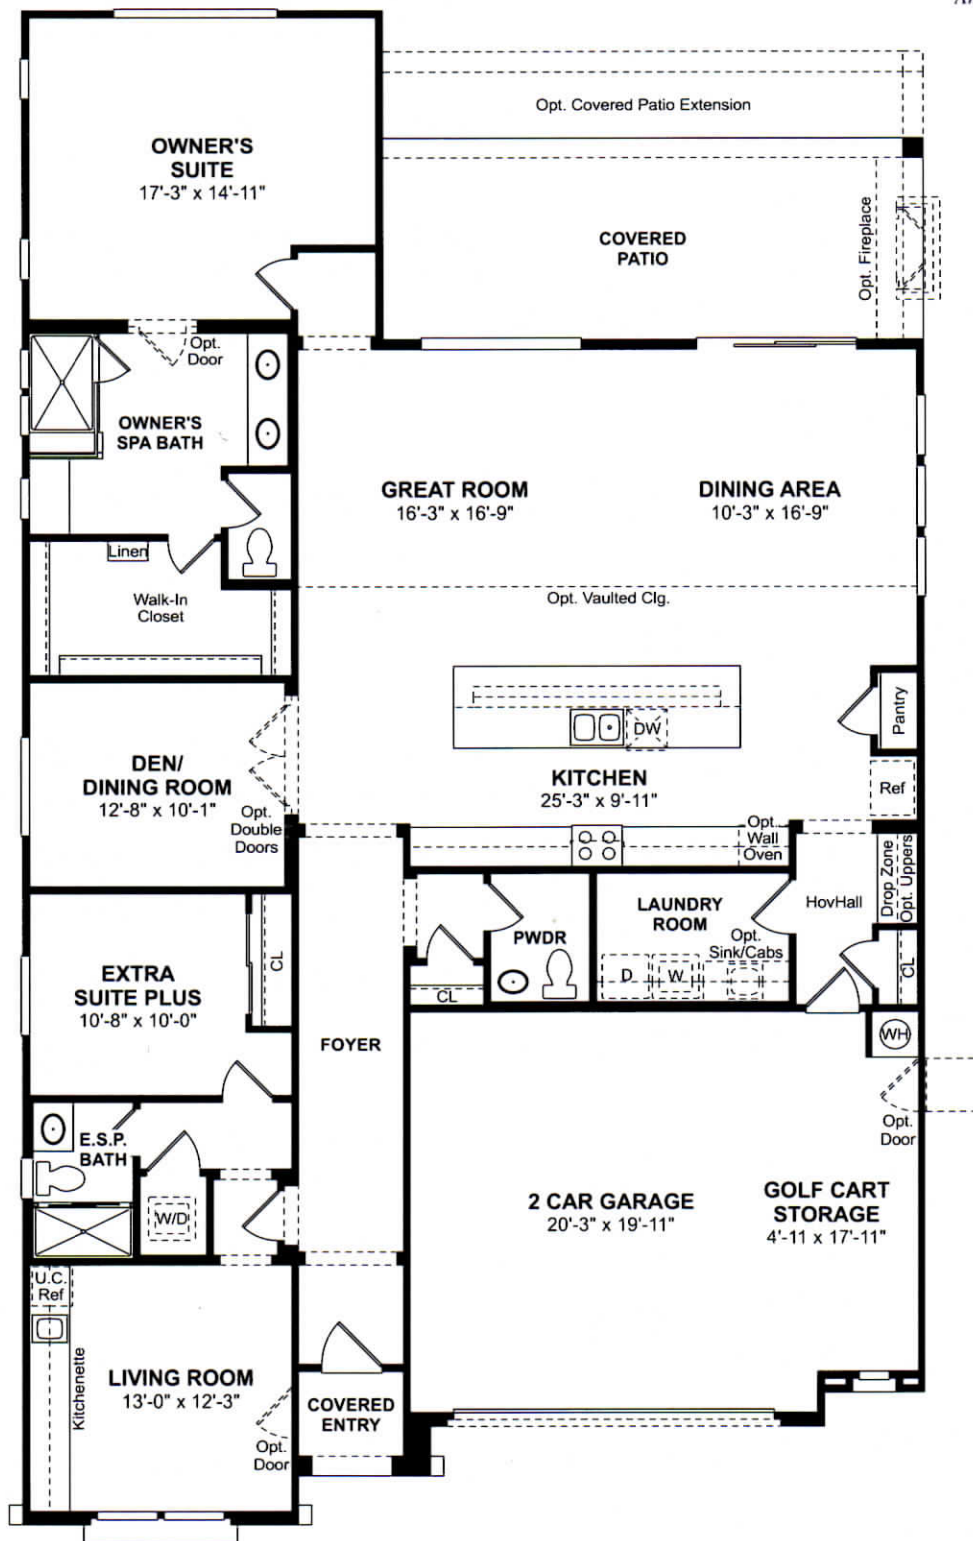 Opt. Covered Patio Extension
OWNER'S
SUITE
17'-3" x 14'-11"
COVERED
PATIO
Opt. Fireplace
Opt.
Door
OWNER'S
SPA BATH
GREAT ROOM
16'-3" x 16'-9"
DINING AREA
10'-3" x 16'-9"
Linen
Walk-In
Closet
Opt. Vaulted Clg.
Pantry
DW
DEN/
DINING ROOM
12'-8" x 10'-1"
Opt.
Double
Doors
KITCHEN
25'-3" x 9'-11"
Ref
Opt.
Wall
Oven
Drop Zone
Opt. Uppers
HovHall
LAUNDRY
ROOM
Opt.
Sink/Cabs
D
W
PWDR
CL
CL
CL
EXTRA
SUITE PLUS
10'-8" x 10'-0"
FOYER
WH
Opt.
Door
E.S.P.
BATH
W/D
2 CAR GARAGE
20'-3" x 19'-11"
GOLF CART
STORAGE
4'-11 x 17'-11"
U.C.
Ref
Kitchenette
LIVING ROOM
13'-0" x 12'-3"
Opt.
Door
COVERED
ENTRY